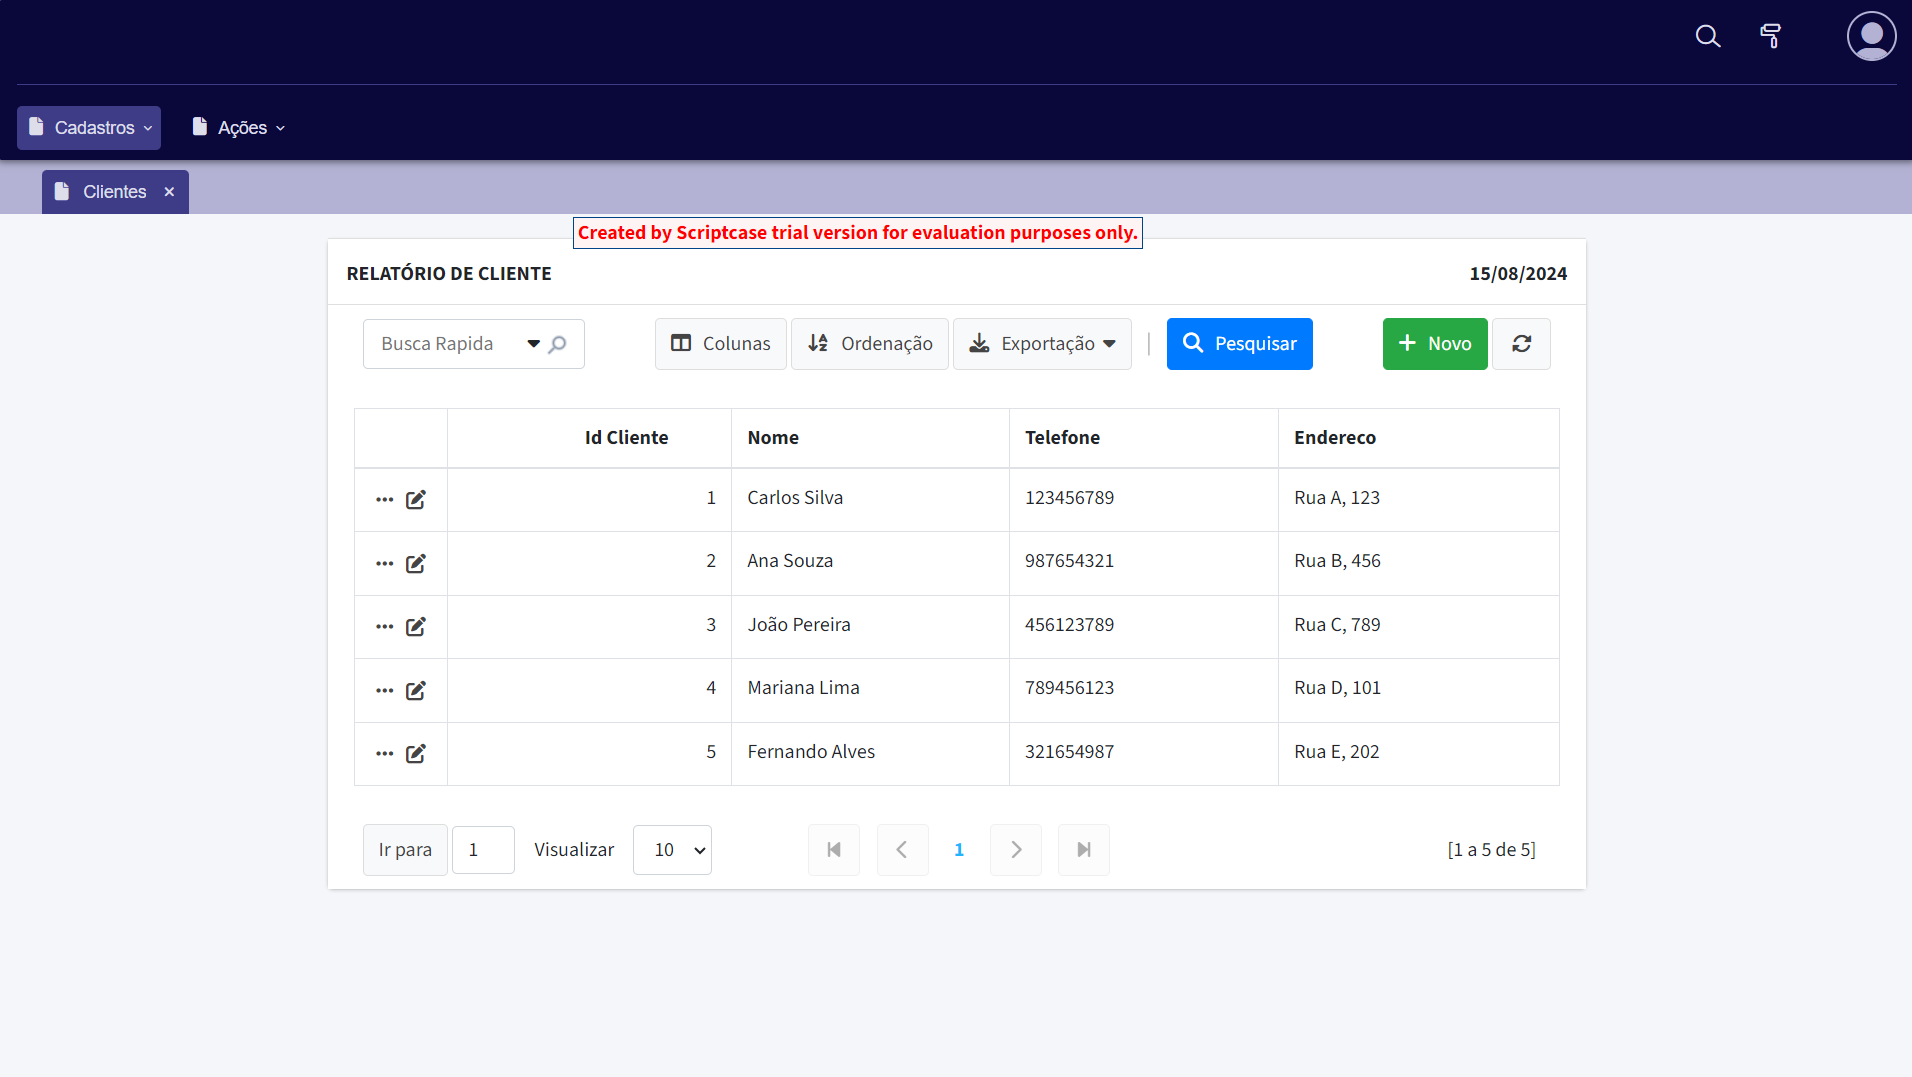 Cadastros Ações
Clientes ×
Created by Scriptcase trial version for evaluation purposes only.
RELATÓRIO DE CLIENTE 15/08/2024
Busca Rapida Colunas Ordenação Exportação | Pesquisar + Novo
Id Cliente Nome Telefone Endereco
1 Carlos Silva 123456789 Rua A, 123
2 Ana Souza 987654321 Rua B, 456
3 João Pereira 456123789 Rua C, 789
4 Mariana Lima 789456123 Rua D, 101
5 Fernando Alves 321654987 Rua E, 202
Ir para 1 Visualizar 10 1 [1 a 5 de 5]